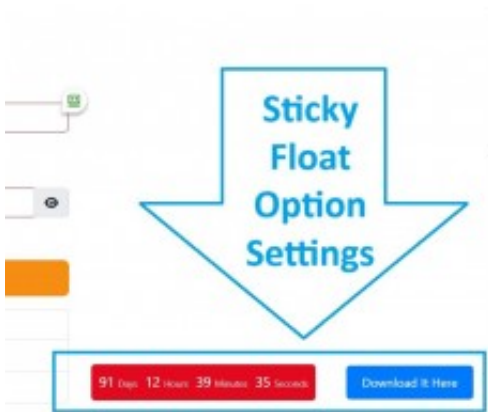 Sticky
Float
Option
Settings
91 Days 12 Hours 39 Minutes 35 Seconds
Download It Here